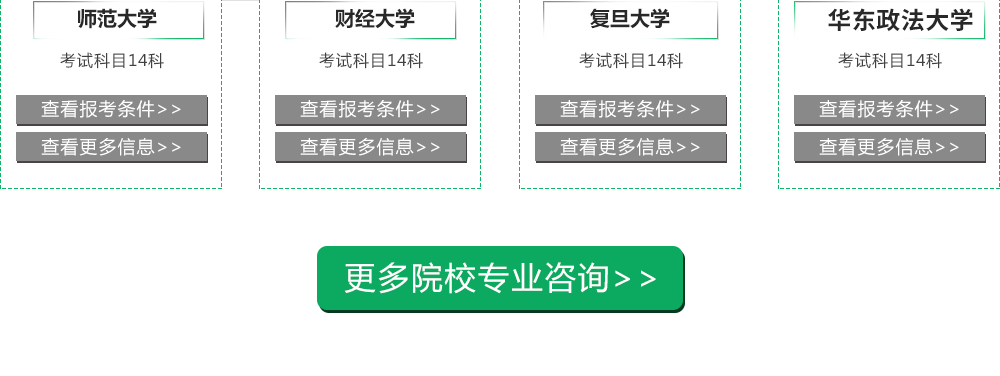 师范大学
考试科目14科
查看报考条件>>
查看更多信息>>
财经大学
考试科目14科
查看报考条件>>
查看更多信息>>
复旦大学
考试科目14科
查看报考条件>>
查看更多信息>>
华东政法大学
考试科目14科
查看报考条件>>
查看更多信息>>
更多院校专业咨询>>